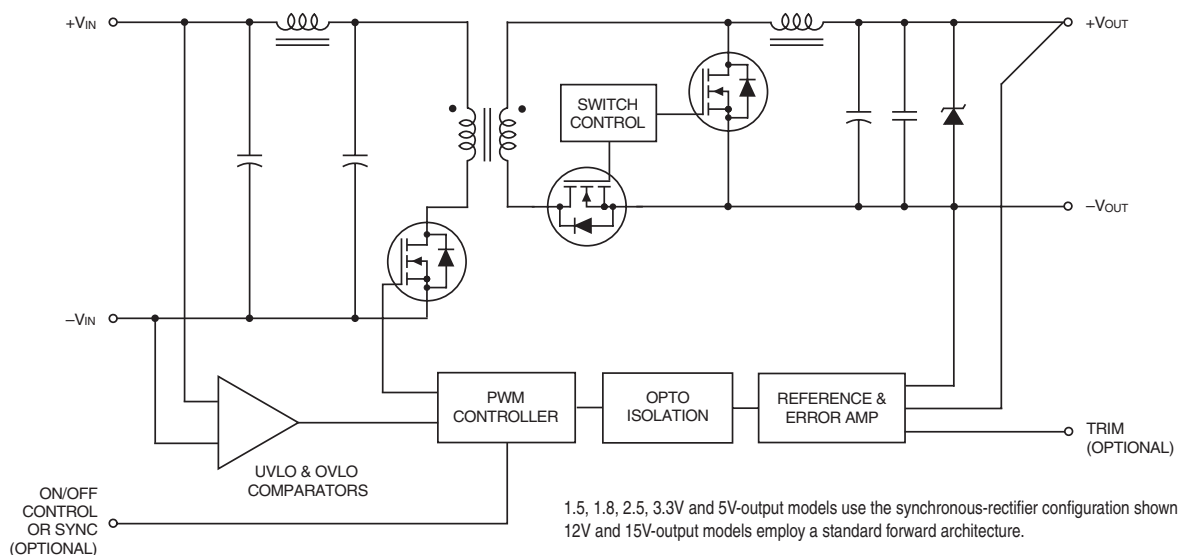 +VIN
+VOUT
SWITCH
CONTROL
–VOUT
–VIN
PWM
CONTROLLER
OPTO
ISOLATION
REFERENCE &
ERROR AMP
TRIM
(OPTIONAL)
UVLO & OVLO
COMPARATORS
ON/OFF
CONTROL
OR SYNC
(OPTIONAL)
1.5, 1.8, 2.5, 3.3V and 5V-output models use the synchronous-rectifier configuration shown
12V and 15V-output models employ a standard forward architecture.